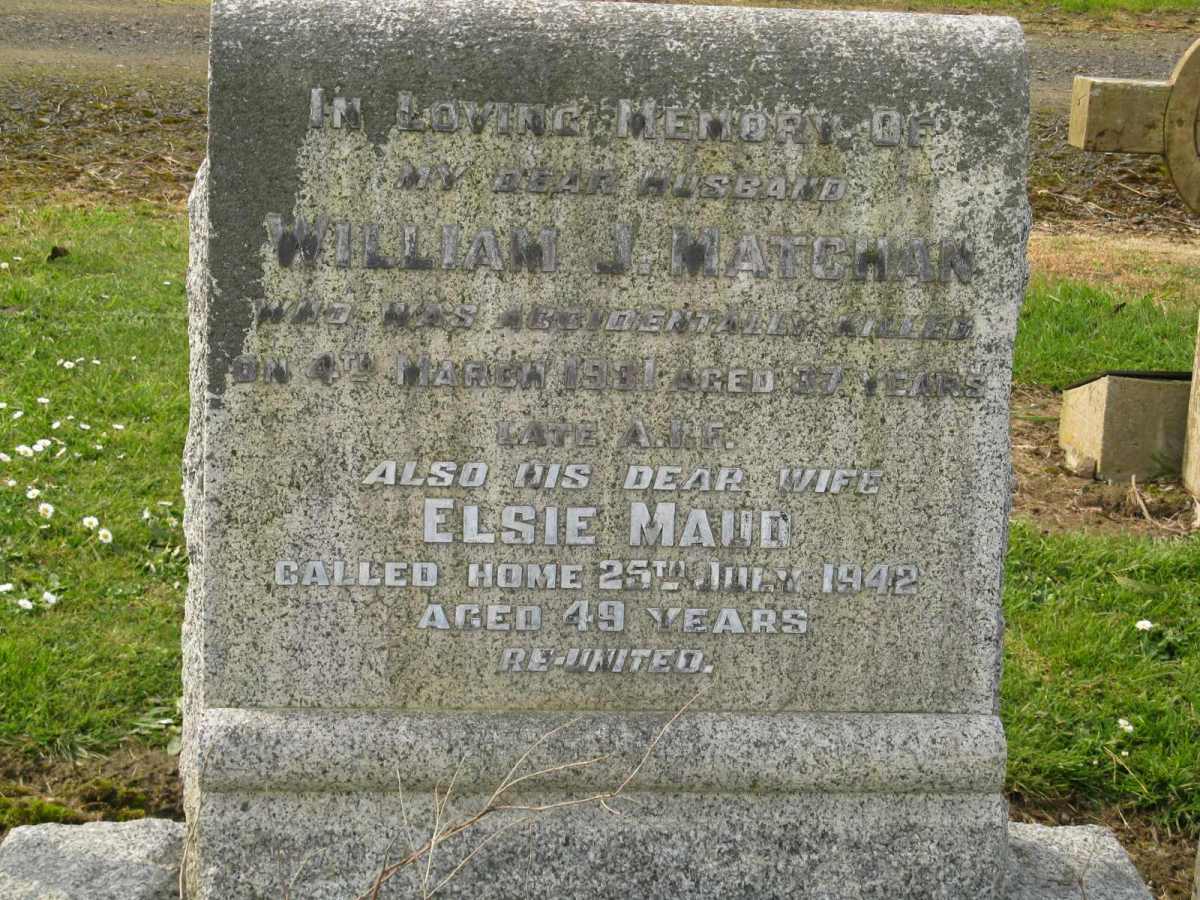 In Loving Memory Of
MY DEAR HUSBAND
WILLIAM J. MATCHAN
WHO WAS ACCIDENTALLY KILLED
ON 4TH MARCH 1931 AGED 37 YEARS
LATE A.I.F.
ALSO HIS DEAR WIFE
ELSIE MAUD
CALLED HOME 25TH JULY 1942
AGED 49 YEARS
RE-UNITED.